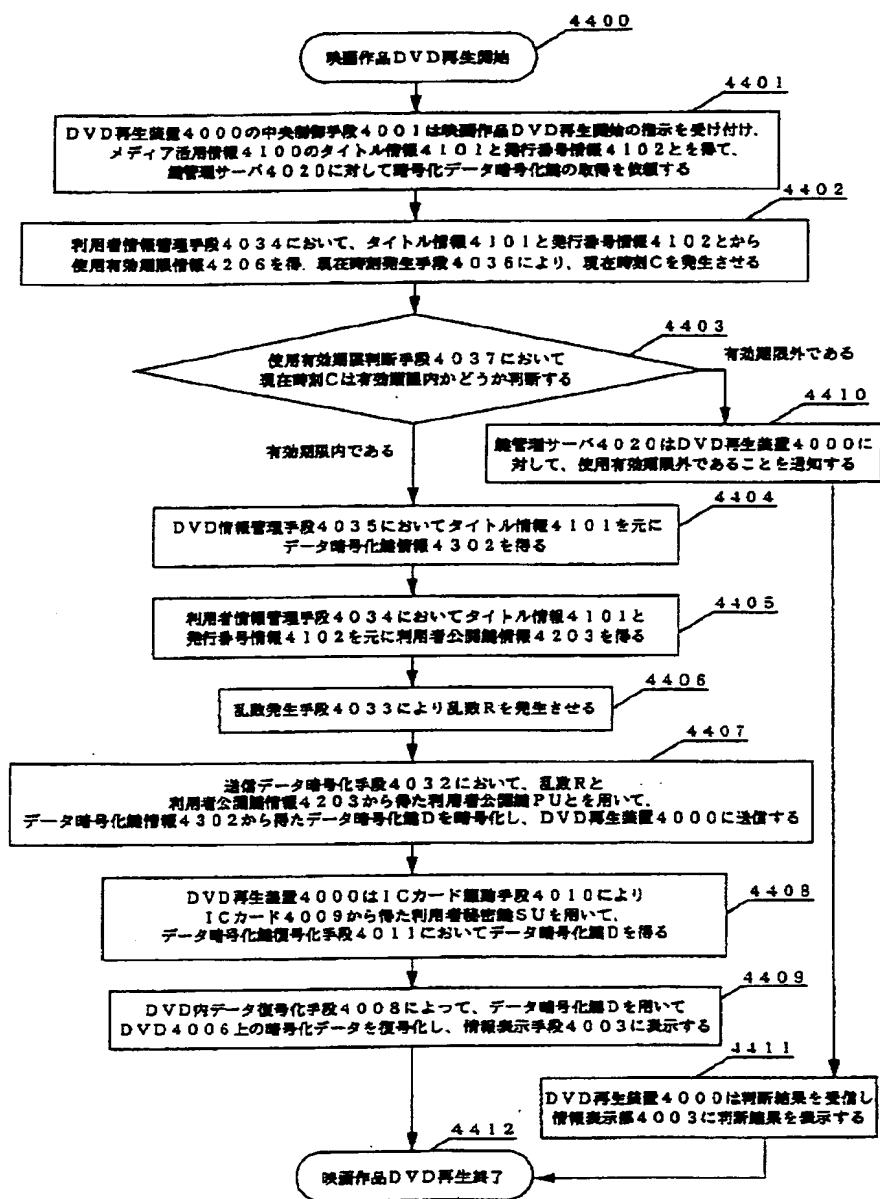 4400
映画作品DVD再生開始
4401
DVD再生装置4000の中央制御手段4001は映画作品DVD再生開始の指示を受け付け、
メディア活用情報4100のタイトル情報4101と発行番号情報4102とを得て、
鍵管理サーバ4020に対して暗号化データ暗号化鍵の取得を依頼する
4402
利用者情報管理手段4034において、タイトル情報4101と発行番号情報4102とから
使用有効期限情報4206を得、現在時刻発生手段4036により、現在時刻Cを発生させる
4403
使用有効期限判断手段4037において
現在時刻Cは有効期限内かどうか判断する
有効期限外である
4410
鍵管理サーバ4020はDVD再生装置4000に
対して、使用有効期限外であることを通知する
有効期限内である
4404
DVD情報管理手段4035においてタイトル情報4101を元に
データ暗号化鍵情報4302を得る
4405
利用者情報管理手段4034においてタイトル情報4101と
発行番号情報4102を元に利用者公開鍵情報4203を得る
4406
乱数発生手段4033により乱数Rを発生させる
4407
送信データ暗号化手段4032において、乱数Rと
利用者公開鍵情報4203から得た利用者公開鍵PUとを用いて、
データ暗号化鍵情報4302から得たデータ暗号化鍵Dを暗号化し、DVD再生装置4000に送信する
4408
DVD再生装置4000はICカード駆動手段4010により
ICカード4009から得た利用者秘密鍵SUを用いて、
データ暗号化鍵復号化手段4011においてデータ暗号化鍵Dを得る
4409
DVD内データ復号化手段4008によって、データ暗号化鍵Dを用いて
DVD4006上の暗号化データを復号化し、情報表示手段4003に表示する
4411
DVD再生装置4000は判断結果を受信し
情報表示部4003に判断結果を表示する
4412
映画作品DVD再生終了